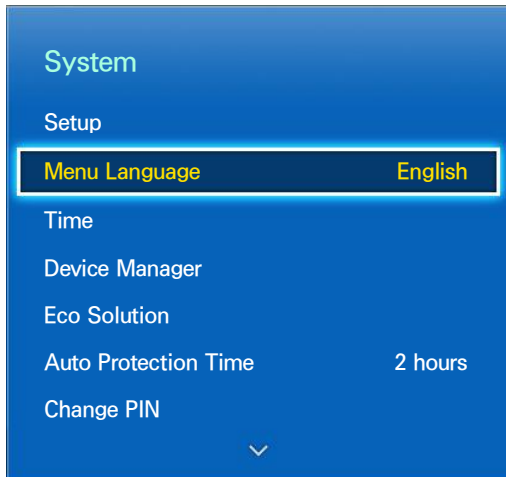 System
Setup
Menu Language English
Time
Device Manager
Eco Solution
Auto Protection Time 2 hours
Change PIN